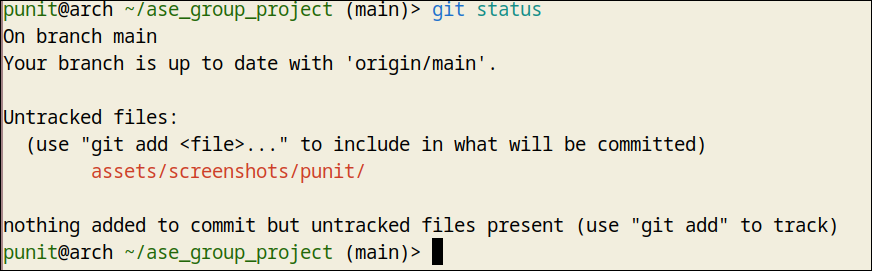 punit@arch ~/ase_group_project (main)> git status
On branch main
Your branch is up to date with 'origin/main'.
Untracked files:
(use "git add <file>..." to include in what will be committed)
assets/screenshots/punit/
nothing added to commit but untracked files present (use "git add" to track)
punit@arch ~/ase_group_project (main)>